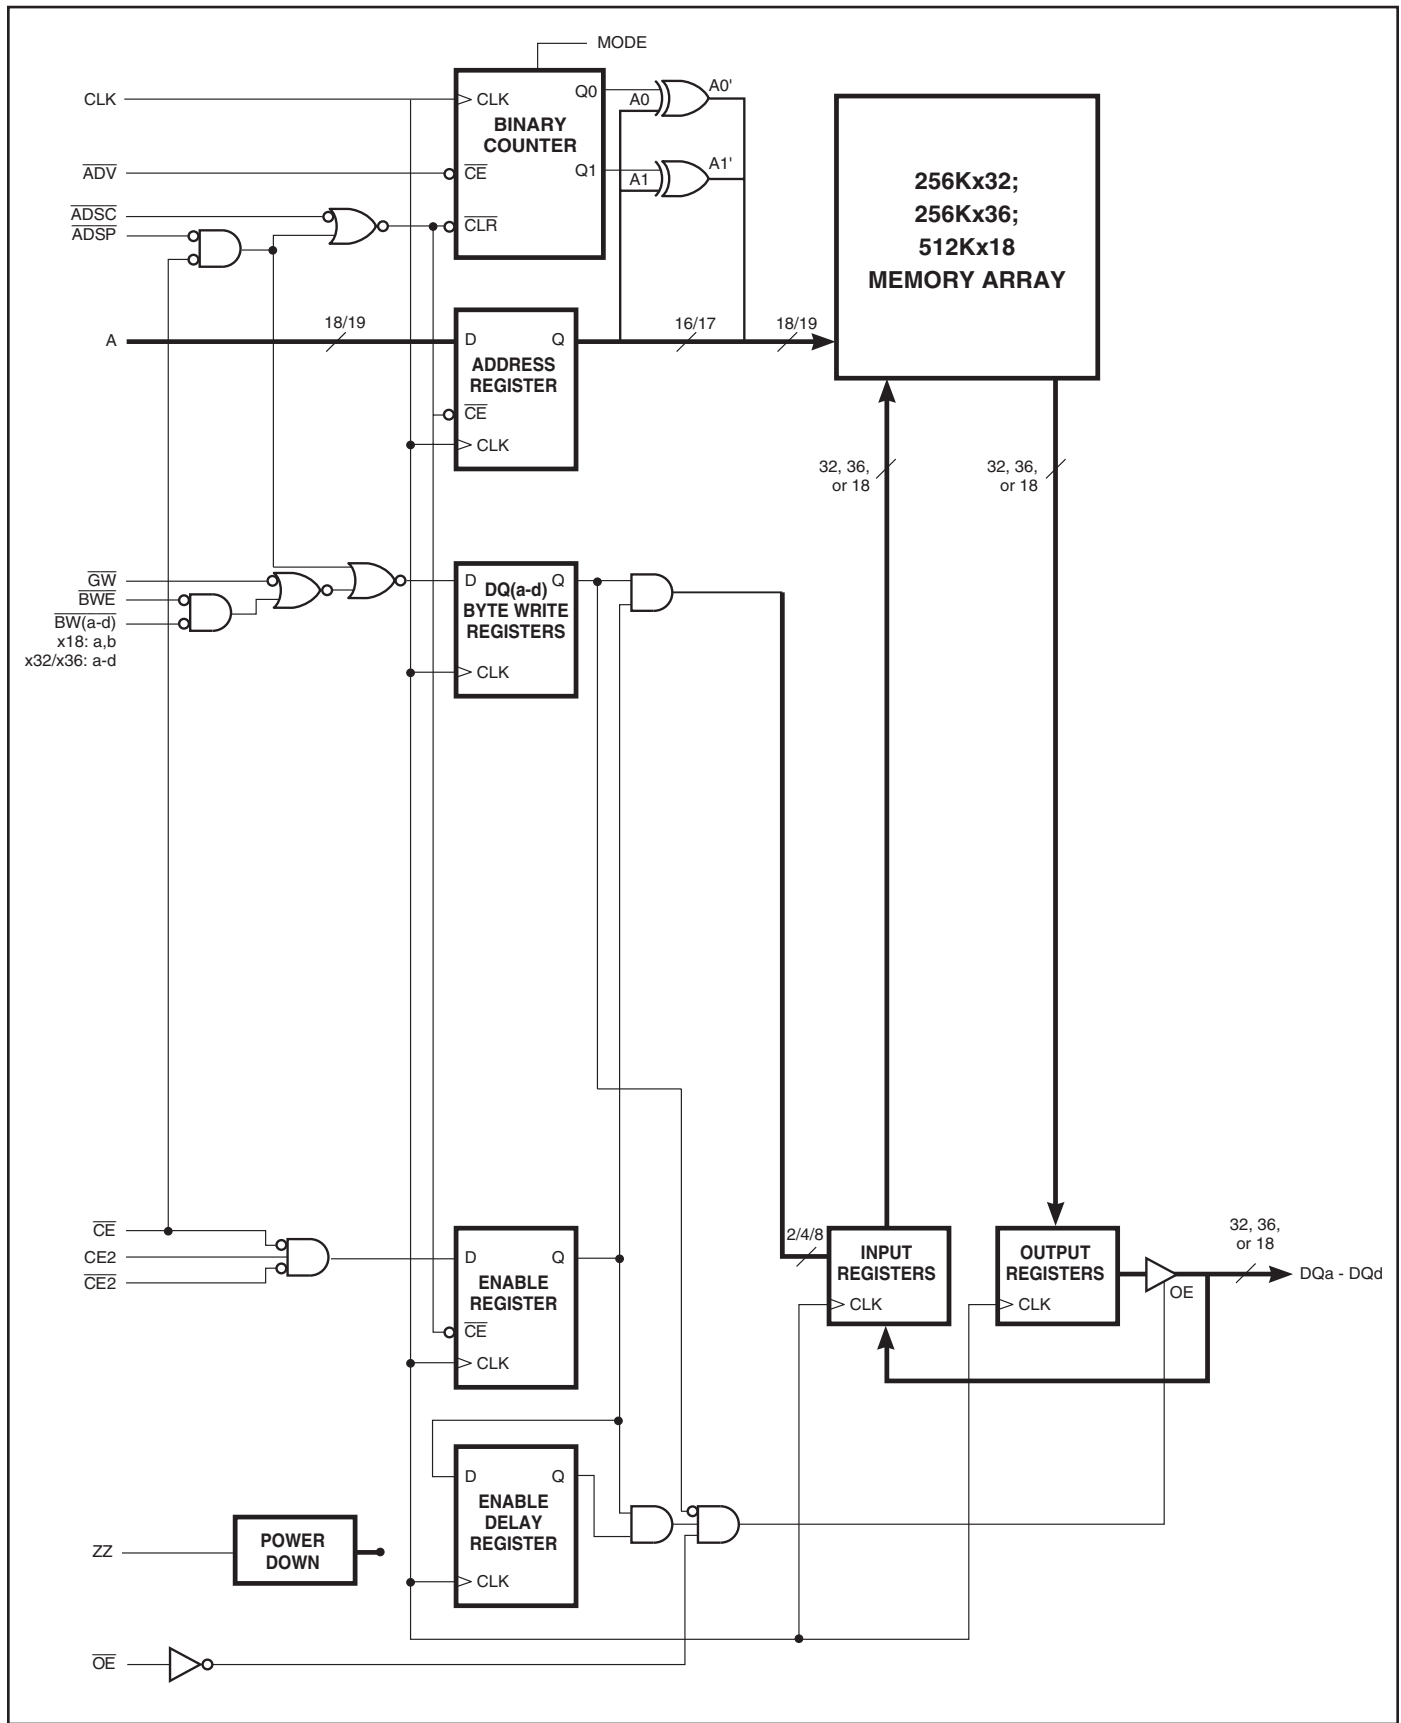 MODE
CLK
CLK
Q0
A0
A0'
BINARY
COUNTER
ADV
CE
Q1
A1
A1'
ADSC
ADSP
CLR
256Kx32;
256Kx36;
512Kx18
MEMORY ARRAY
A
18/19
D
Q
16/17
18/19
ADDRESS
REGISTER
CE
CLK
32, 36,
or 18
32, 36,
or 18
GW
BWE
BW(a-d)
x18: a,b
x32/x36: a-d
D
Q
DQ(a-d)
BYTE WRITE
REGISTERS
CLK
CE
CE2
CE2
D
Q
ENABLE
REGISTER
CE
CLK
2/4/8
INPUT
REGISTERS
CLK
OUTPUT
REGISTERS
CLK
OE
32, 36,
or 18
DQa - DQd
D
Q
ENABLE
DELAY
REGISTER
CLK
ZZ
POWER
DOWN
OE